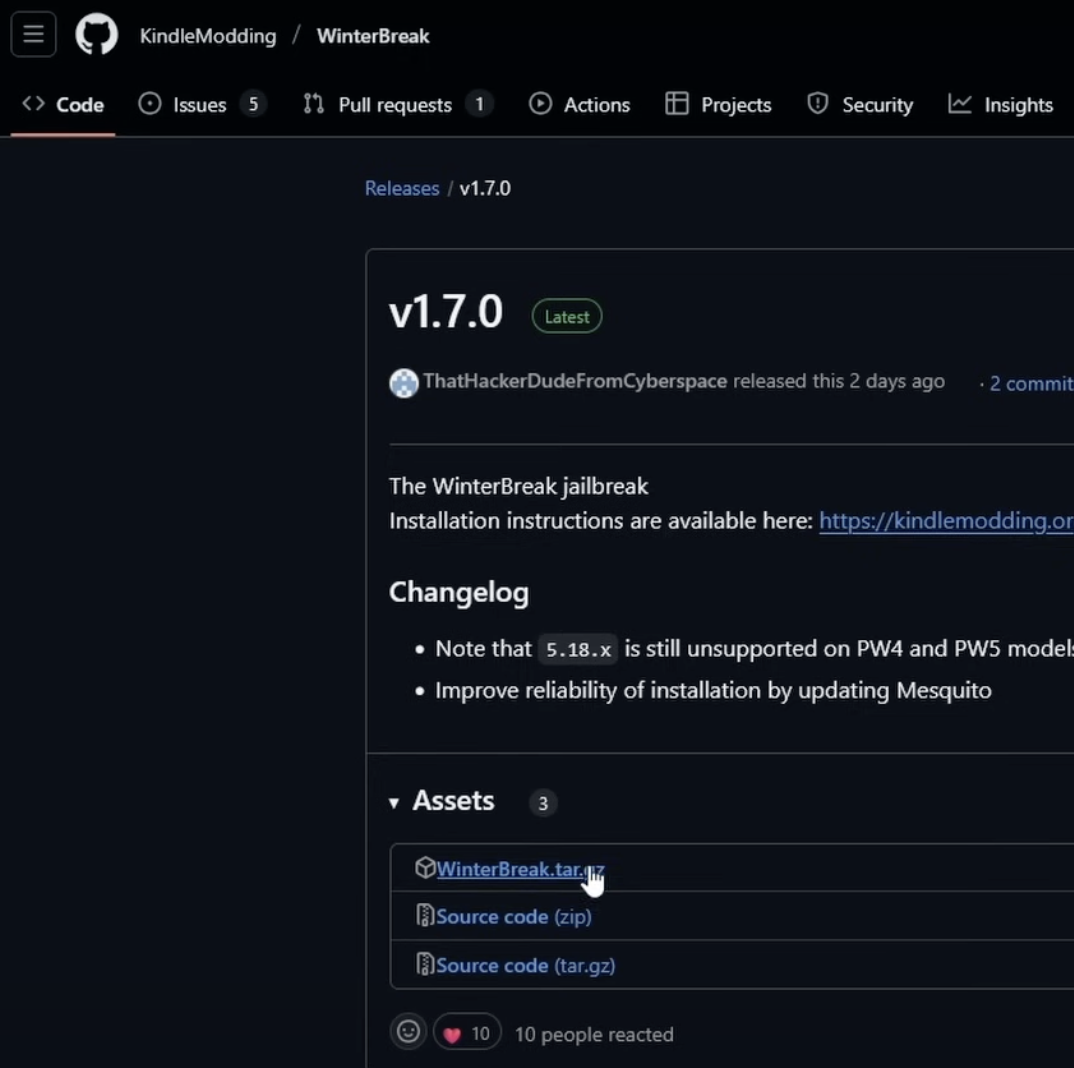 KindleModding / WinterBreak
Code Issues 5 Pull requests 1 Actions Projects Security Insights
Releases / v1.7.0
v1.7.0 Latest
ThatHackerDudeFromCyberspace released this 2 days ago · 2 commit
The WinterBreak jailbreak
Installation instructions are available here: https://kindlemodding.or
Changelog
• Note that 5.18.x is still unsupported on PW4 and PW5 models
• Improve reliability of installation by updating Mesquito
Assets 3
WinterBreak.tar.gz
Source code (zip)
Source code (tar.gz)
10 10 people reacted